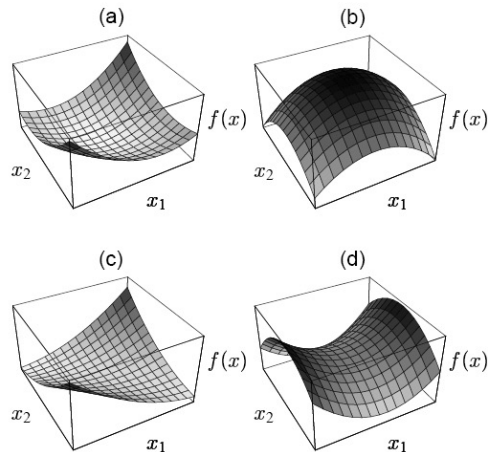 (a) (b)
f(x) f(x)
x₂ x₁ x₂ x₁
(c) (d)
f(x) f(x)
x₂ x₁ x₂ x₁